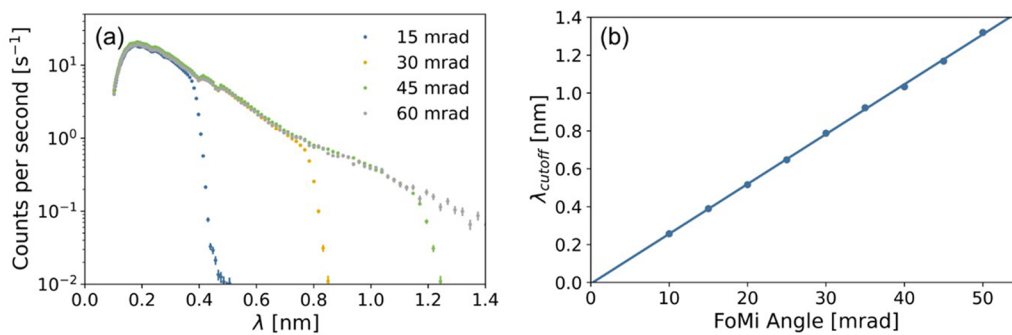 (a)
15 mrad
30 mrad
45 mrad
60 mrad
Counts per second [s⁻¹]
10¹
10⁰
10⁻¹
10⁻²
0.0 0.2 0.4 0.6 0.8 1.0 1.2 1.4
λ [nm]
(b)
λcutoff [nm]
1.4
1.2
1.0
0.8
0.6
0.4
0.2
0.0
0 10 20 30 40 50
FoMi Angle [mrad]